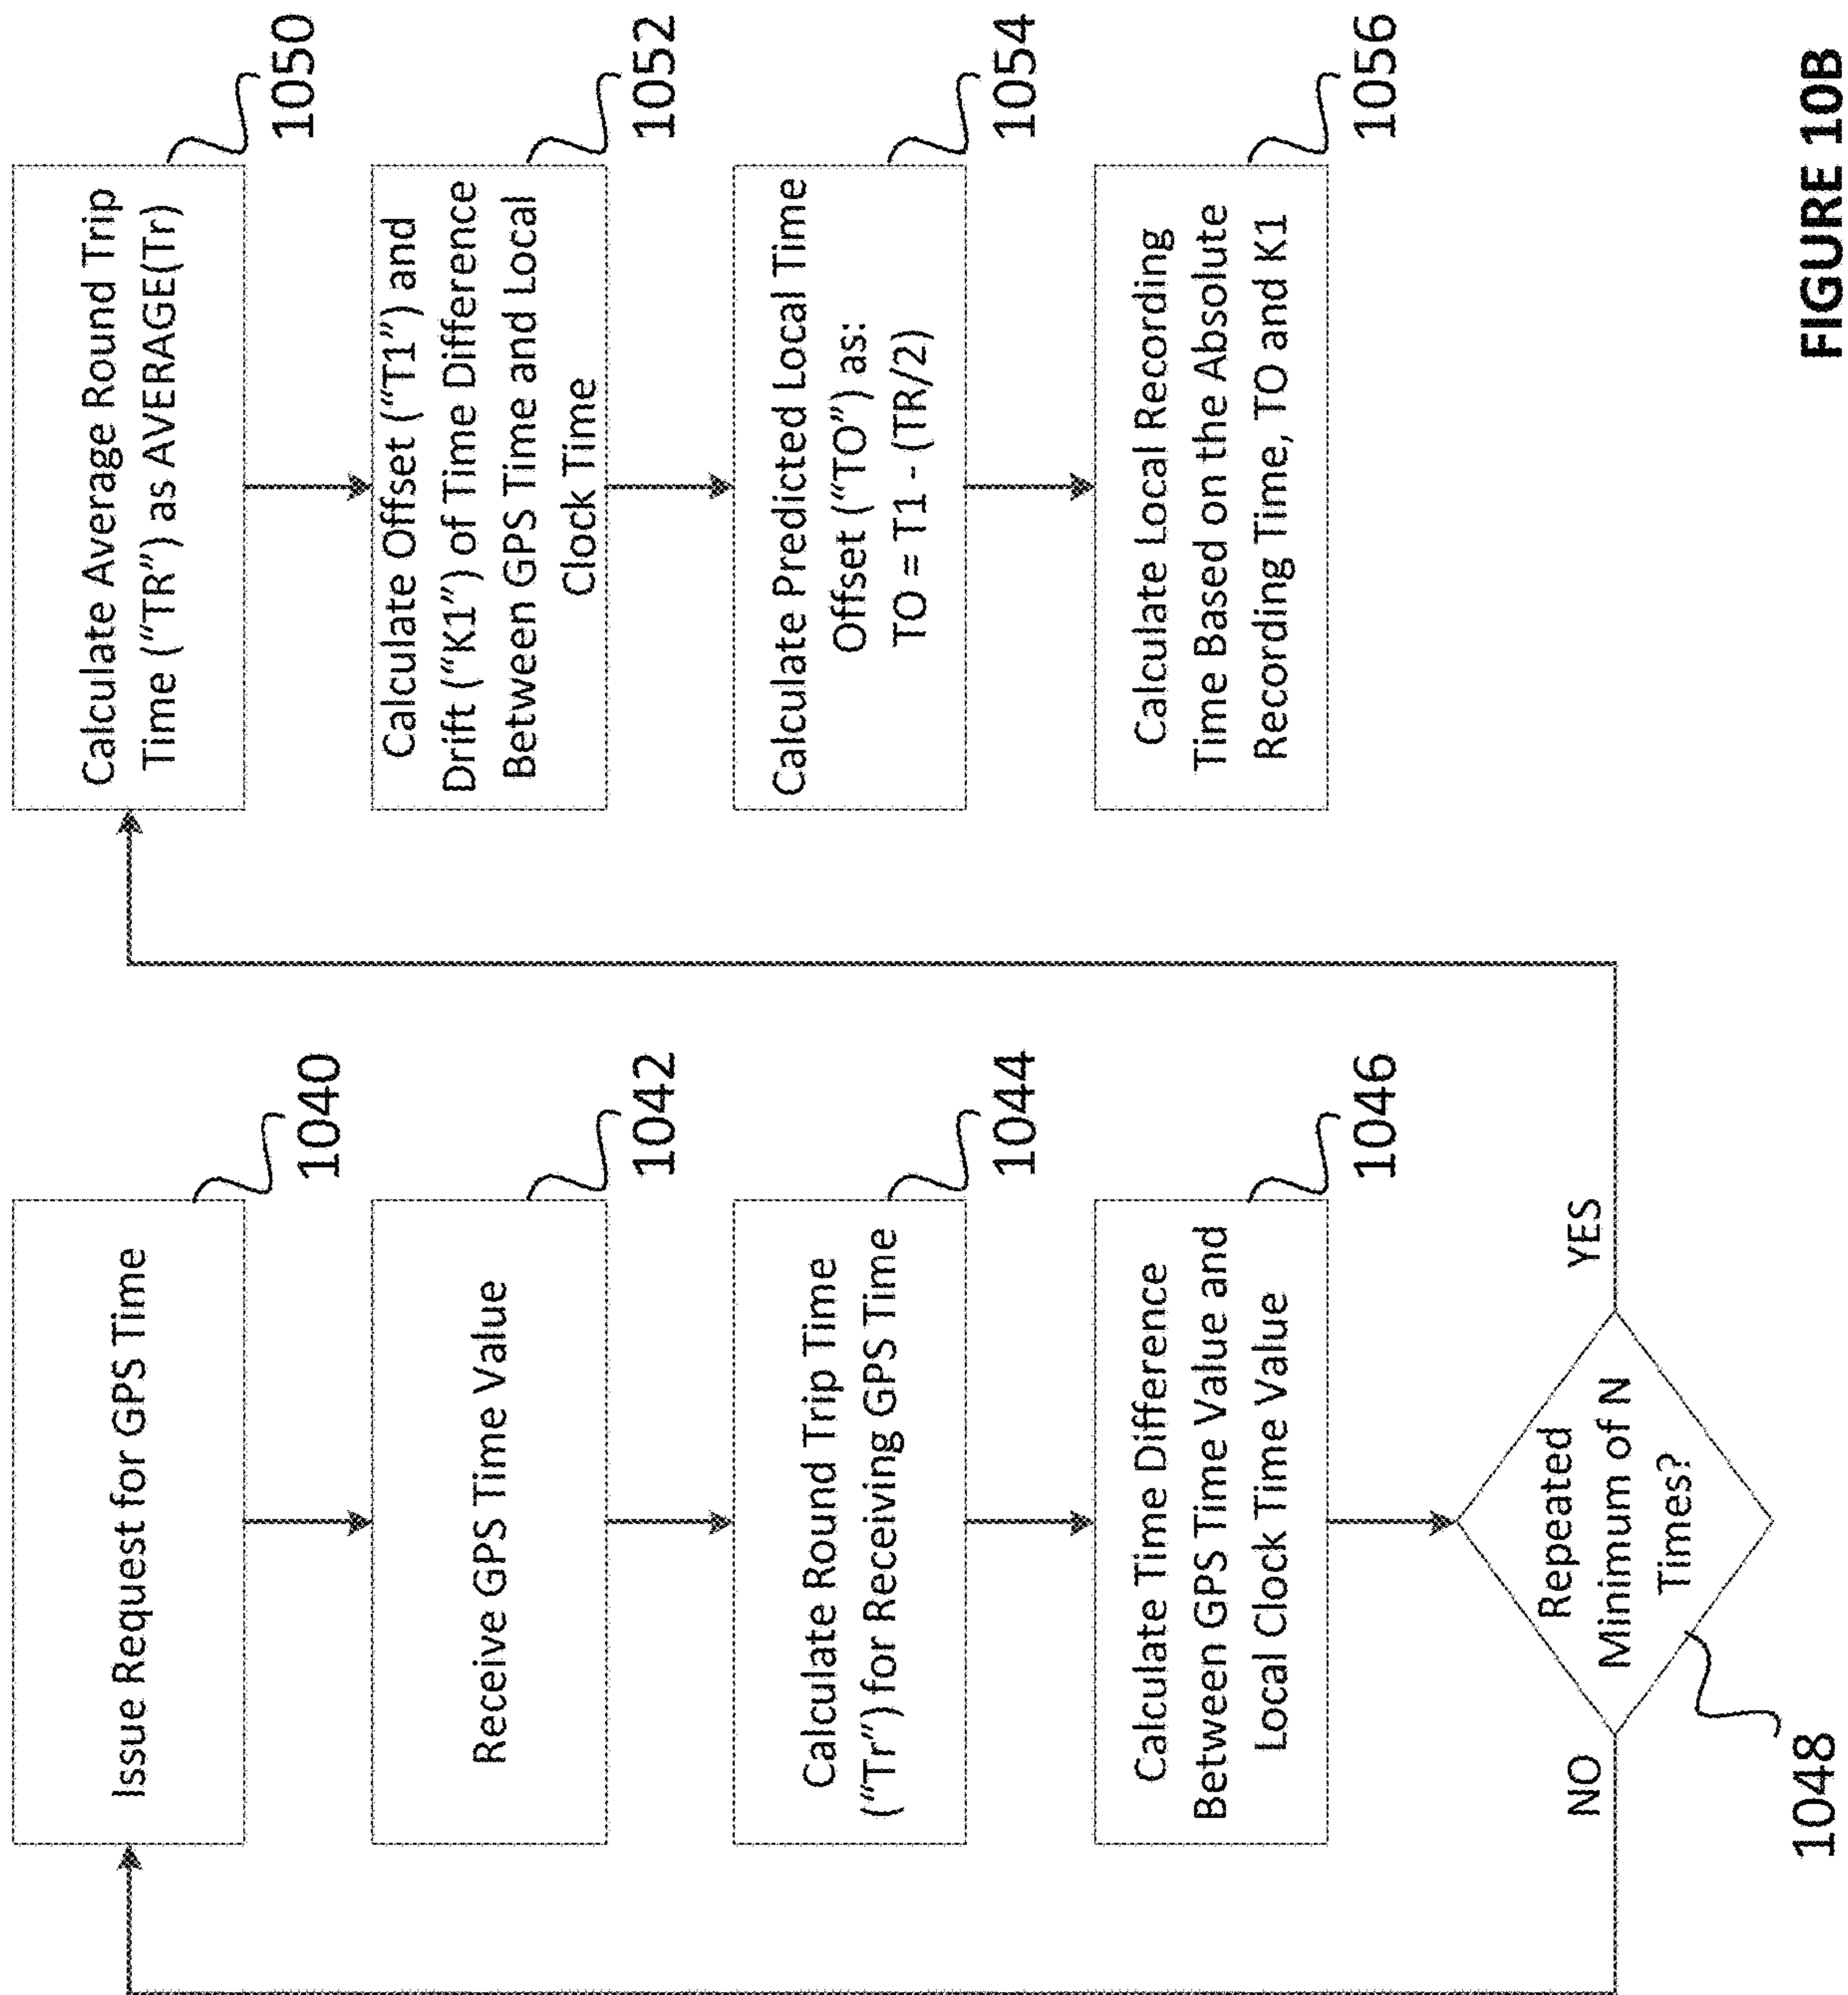 Issue Request for GPS Time
1040
Receive GPS Time Value
1042
Calculate Round Trip Time
(“Tr”) for Receiving GPS Time
1044
Calculate Time Difference
Between GPS Time Value and
Local Clock Time Value
1046
Repeated
Minimum of N
Times?
1048
NO
YES
Calculate Average Round Trip
Time (“TR”) as AVERAGE(Tr)
1050
Calculate Offset (“T1”) and
Drift (“K1”) of Time Difference
Between GPS Time and Local
Clock Time
1052
Calculate Predicted Local Time
Offset (“TO”) as:
TO = T1 - (TR/2)
1054
Calculate Local Recording
Time Based on the Absolute
Recording Time, TO and K1
1056
FIGURE 10B